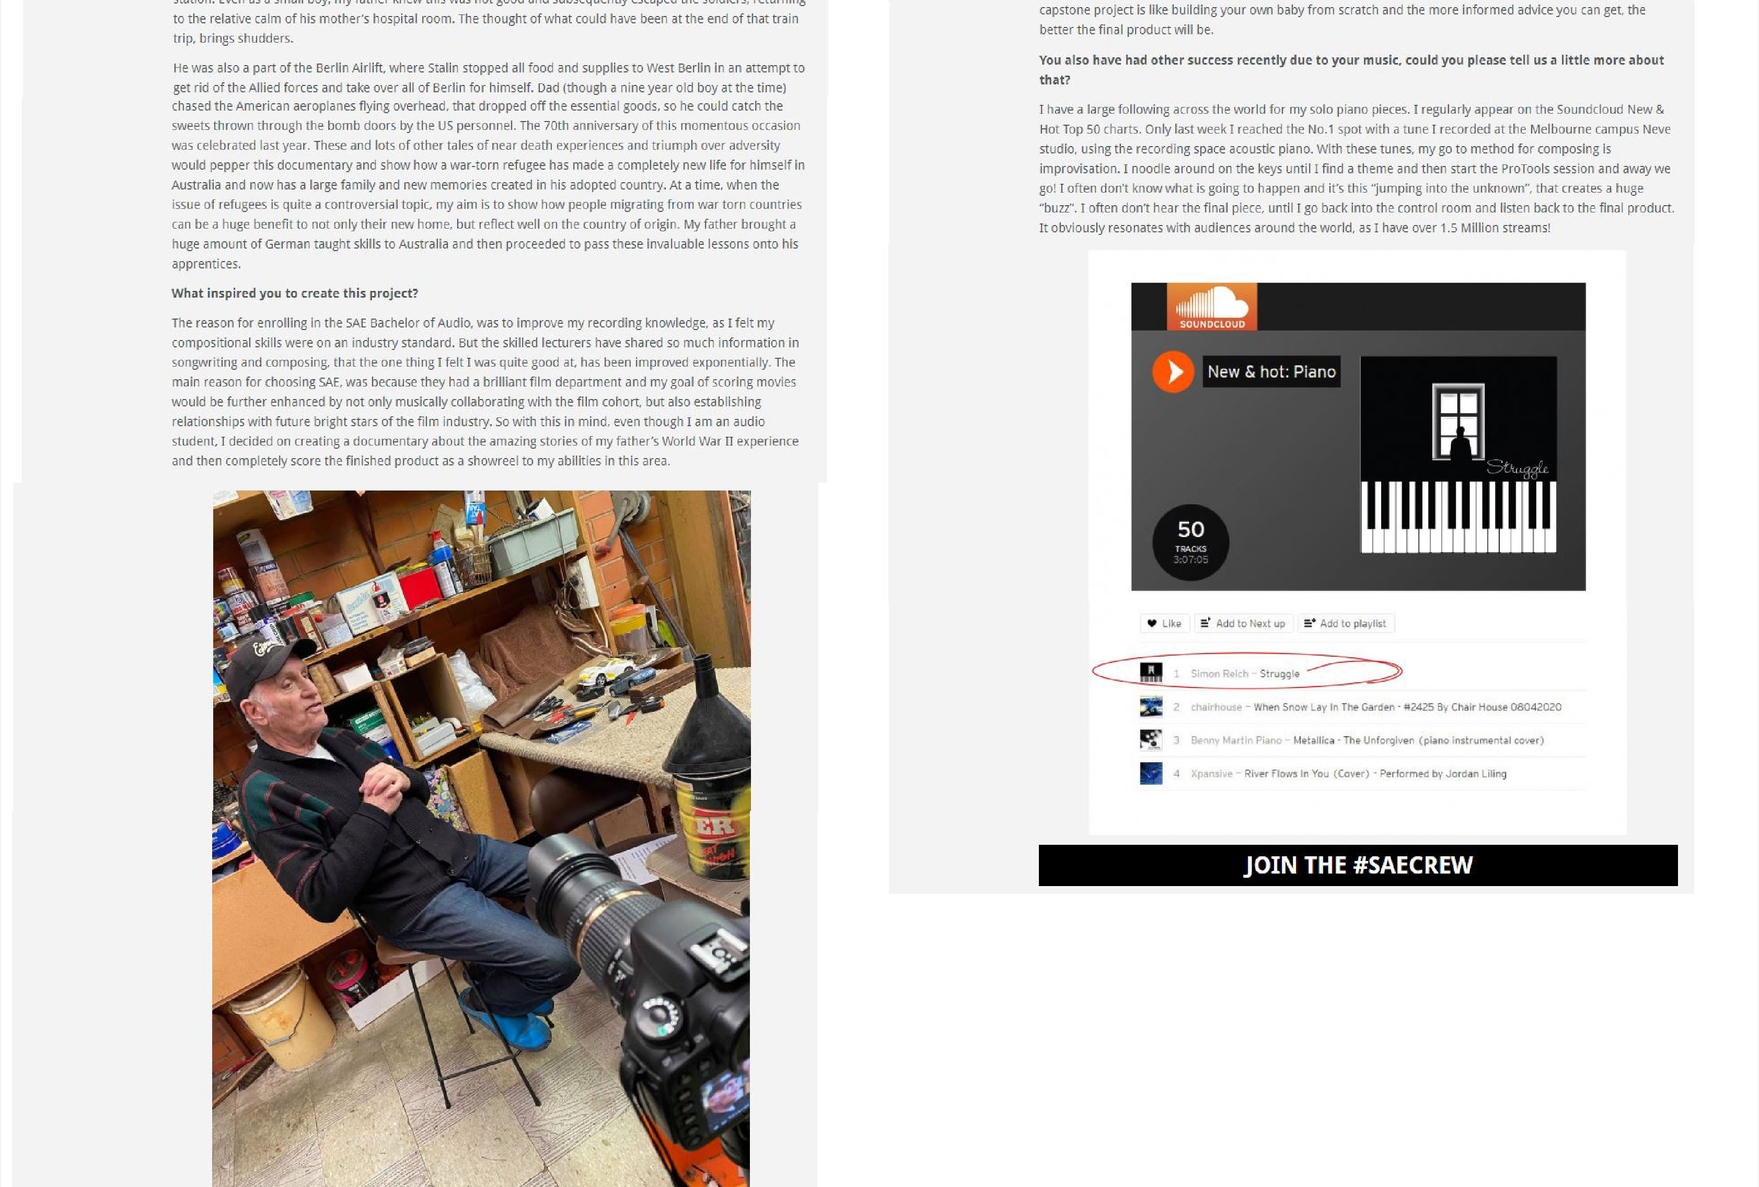 to the relative calm of his mother's hospital room. The thought of what could have been at the end of that train
trip, brings shudders.
He was also a part of the Berlin Airlift, where Stalin stopped all food and supplies to West Berlin in an attempt to
get rid of the Allied forces and take over all of Berlin for himself. Dad (though a nine year old boy at the time)
chased the American aeroplanes flying overhead, that dropped off the essential goods, so he could catch the
sweets thrown through the bomb doors by the US personnel. The 70th anniversary of this momentous occasion
was celebrated last year. These and lots of other tales of near death experiences and triumph over adversity
would pepper this documentary and show how a war-torn refugee has made a completely new life for himself in
Australia and now has a large family and new memories created in his adopted country. At a time, when the
issue of refugees is quite a controversial topic, my aim is to show how people migrating from war torn countries
can be a huge benefit to not only their new home, but reflect well on the country of origin. My father brought a
huge amount of German taught skills to Australia and then proceeded to pass these invaluable lessons onto his
apprentices.
What inspired you to create this project?
The reason for enrolling in the SAE Bachelor of Audio, was to improve my recording knowledge, as I felt my
compositional skills were on an industry standard. But the skilled lecturers have shared so much information in
songwriting and composing, that the one thing I felt I was quite good at, has been improved exponentially. The
main reason for choosing SAE, was because they had a brilliant film department and my goal of scoring movies
would be further enhanced by not only musically collaborating with the film cohort, but also establishing
relationships with future bright stars of the film industry. So with this in mind, even though I am an audio
student, I decided on creating a documentary about the amazing stories of my father's World War II experience
and then completely score the finished product as a showreel to my abilities in this area.
capstone project is like building your own baby from scratch and the more informed advice you can get, the
better the final product will be.
You also have had other success recently due to your music, could you please tell us a little more about
that?
I have a large following across the world for my solo piano pieces. I regularly appear on the Soundcloud New &
Hot Top 50 charts. Only last week I reached the No.1 spot with a tune I recorded at the Melbourne campus Neve
studio, using the recording space acoustic piano. With these tunes, my go to method for composing is
improvisation. I noodle around on the keys until I find a theme and then start the ProTools session and away we
go! I often don't know what is going to happen and it's this “jumping into the unknown”, that creates a huge
“buzz”. I often don't hear the final piece, until I go back into the control room and listen back to the final product.
It obviously resonates with audiences around the world, as I have over 1.5 Million streams!
SOUNDCLOUD
New & hot: Piano
Struggle
50
TRACKS
3:07:05
Like Add to Next up Add to playlist
1 Simon Reich – Struggle
2 chairhouse – When Snow Lay In The Garden - #2425 By Chair House 08042020
3 Benny Martin Piano – Metallica - The Unforgiven (piano instrumental cover)
4 Xpansive – River Flows In You (Cover) - Performed by Jordan Liling
JOIN THE #SAECREW